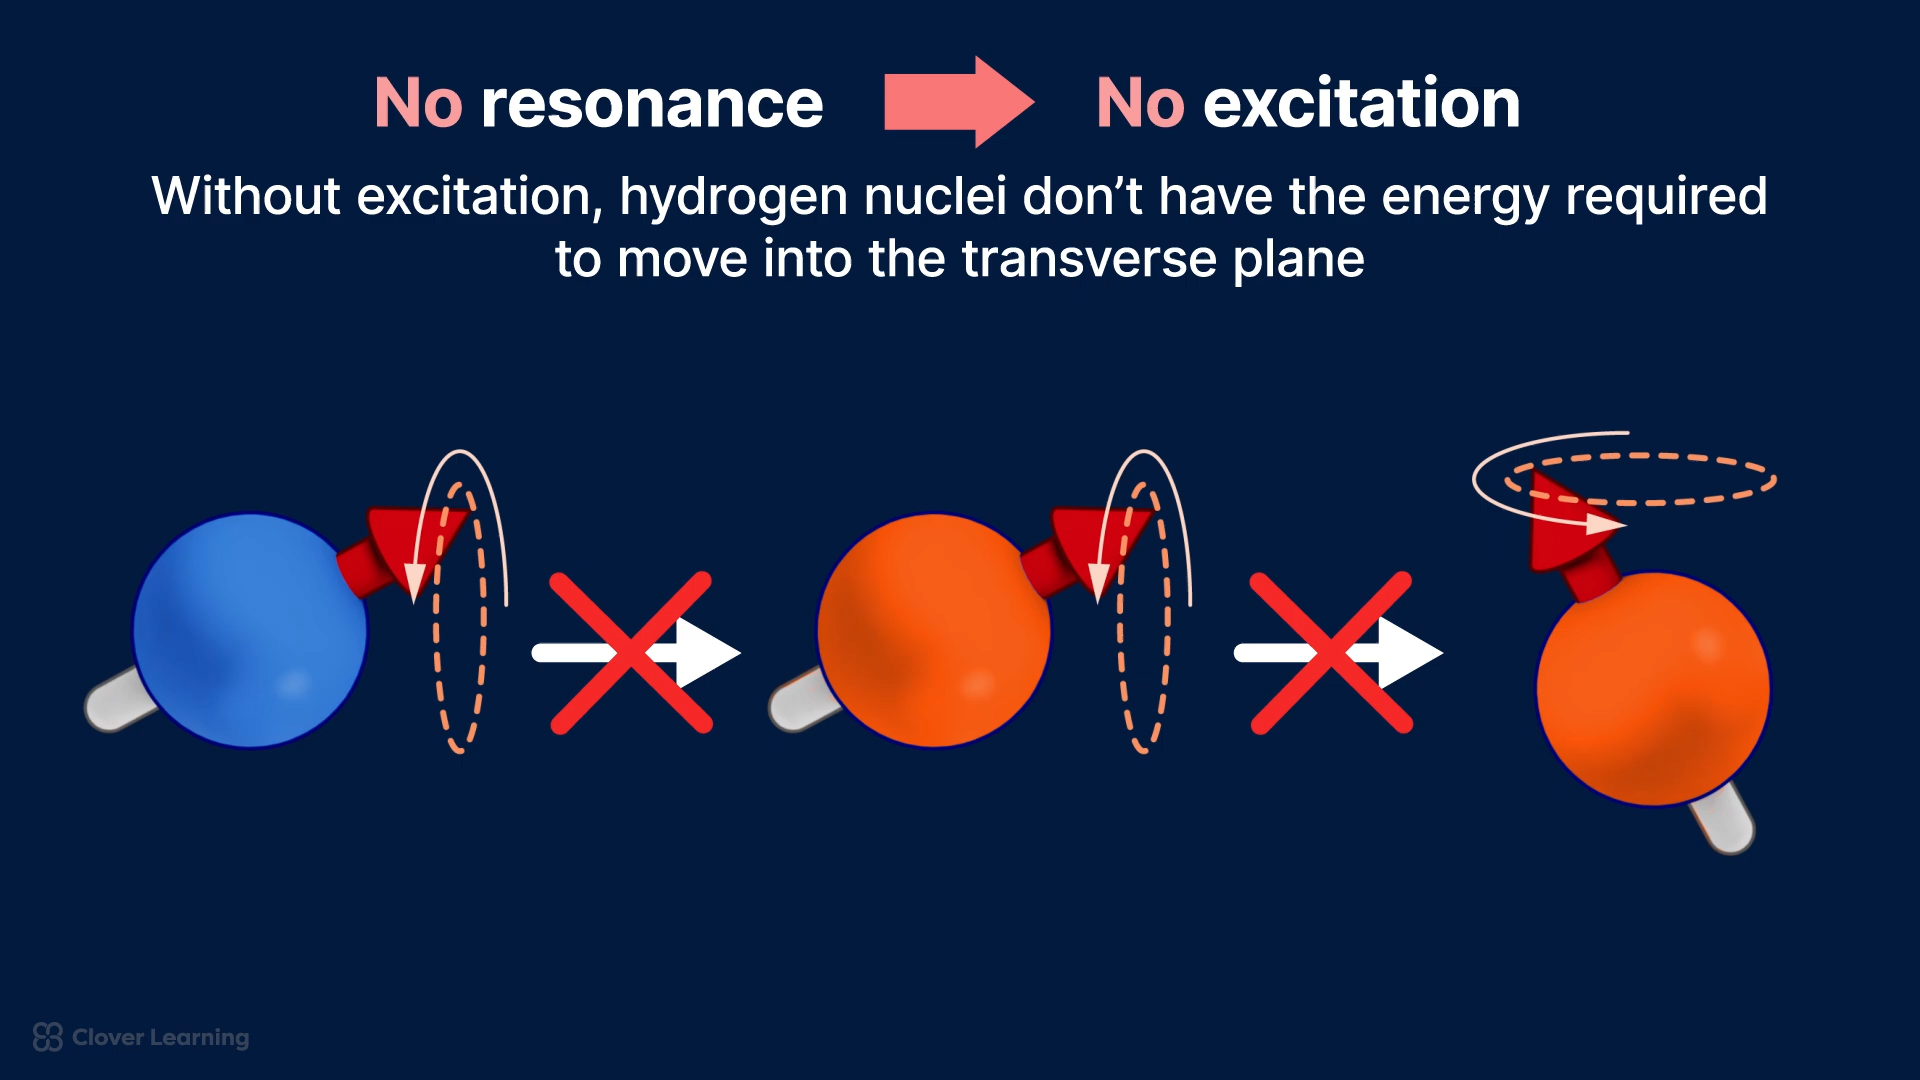 No resonance No excitation
Without excitation, hydrogen nuclei don’t have the energy required
to move into the transverse plane
Clover Learning